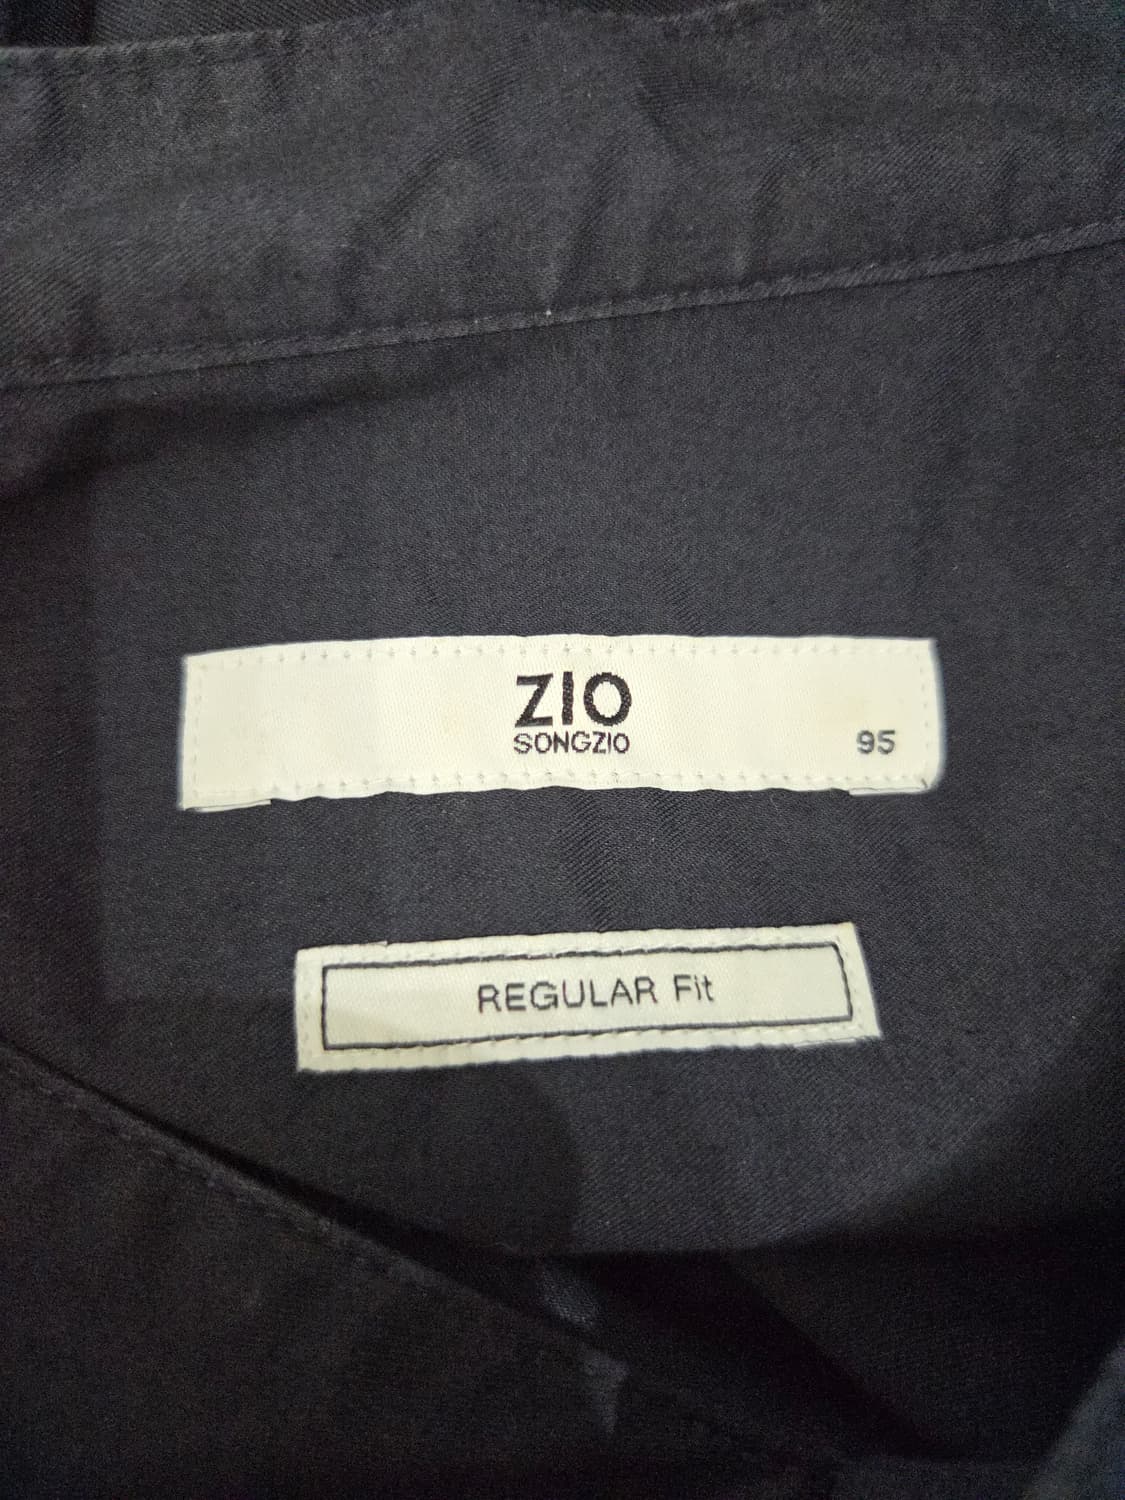 ZIO
SONGZIO
95
REGULAR Fit